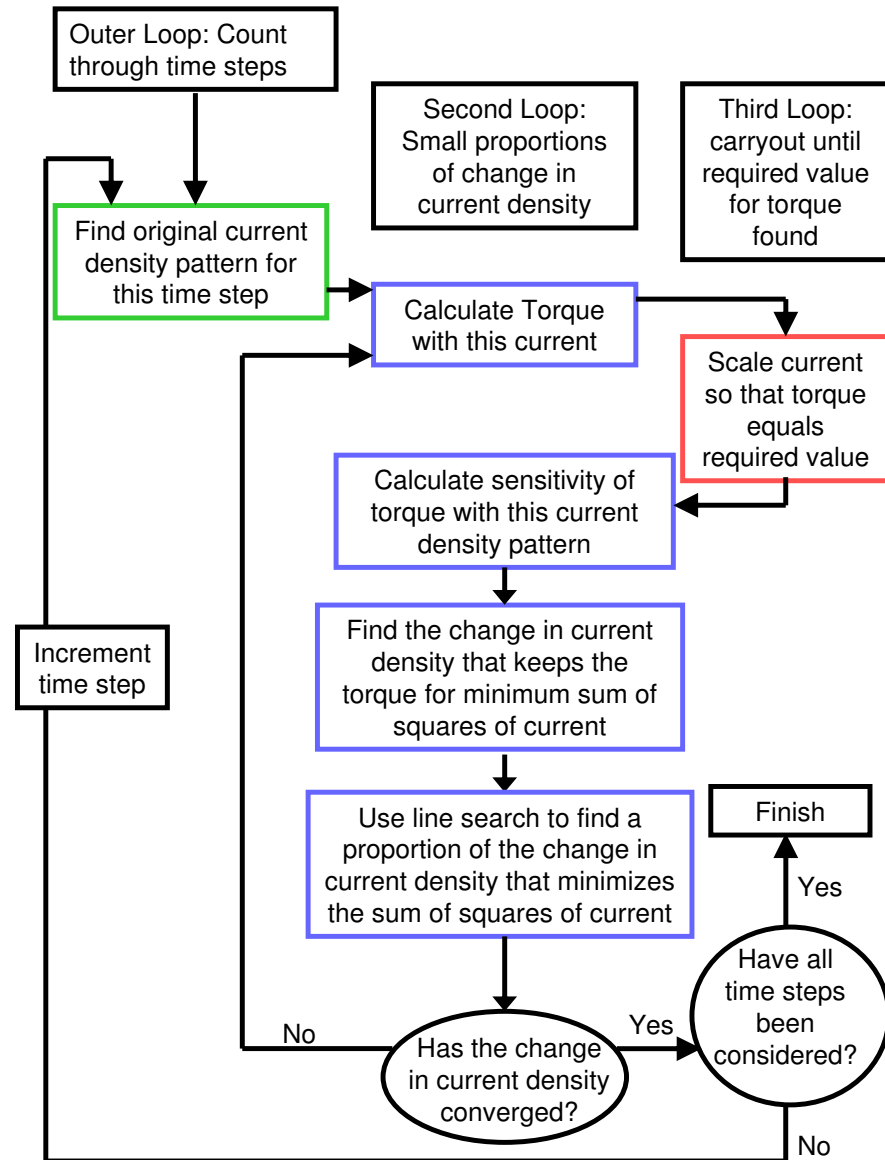 Outer Loop: Count
through time steps
Second Loop:
Small proportions
of change in
current density
Third Loop:
carryout until
required value
for torque
found
Find original current
density pattern for
this time step
Calculate Torque
with this current
Scale current
so that torque
equals
required value
Calculate sensitivity of
torque with this current
density pattern
Find the change in current
density that keeps the
torque for minimum sum of
squares of current
Increment
time step
Use line search to find a
proportion of the change in
current density that minimizes
the sum of squares of current
Finish
Yes
Have all
time steps
been
considered?
No
Yes
Has the change
in current density
converged?
No